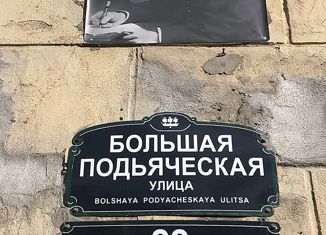 БОЛЬШАЯ
ПОДЬЯЧЕСКАЯ
УЛИЦА
BOLSHAYA PODYACHESKAYA ULITSA